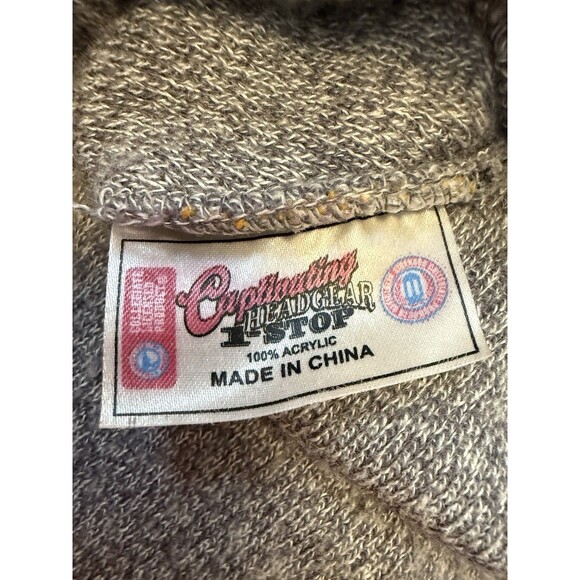 Captivating
HEADGEAR
1 STOP
100% ACRYLIC
MADE IN CHINA